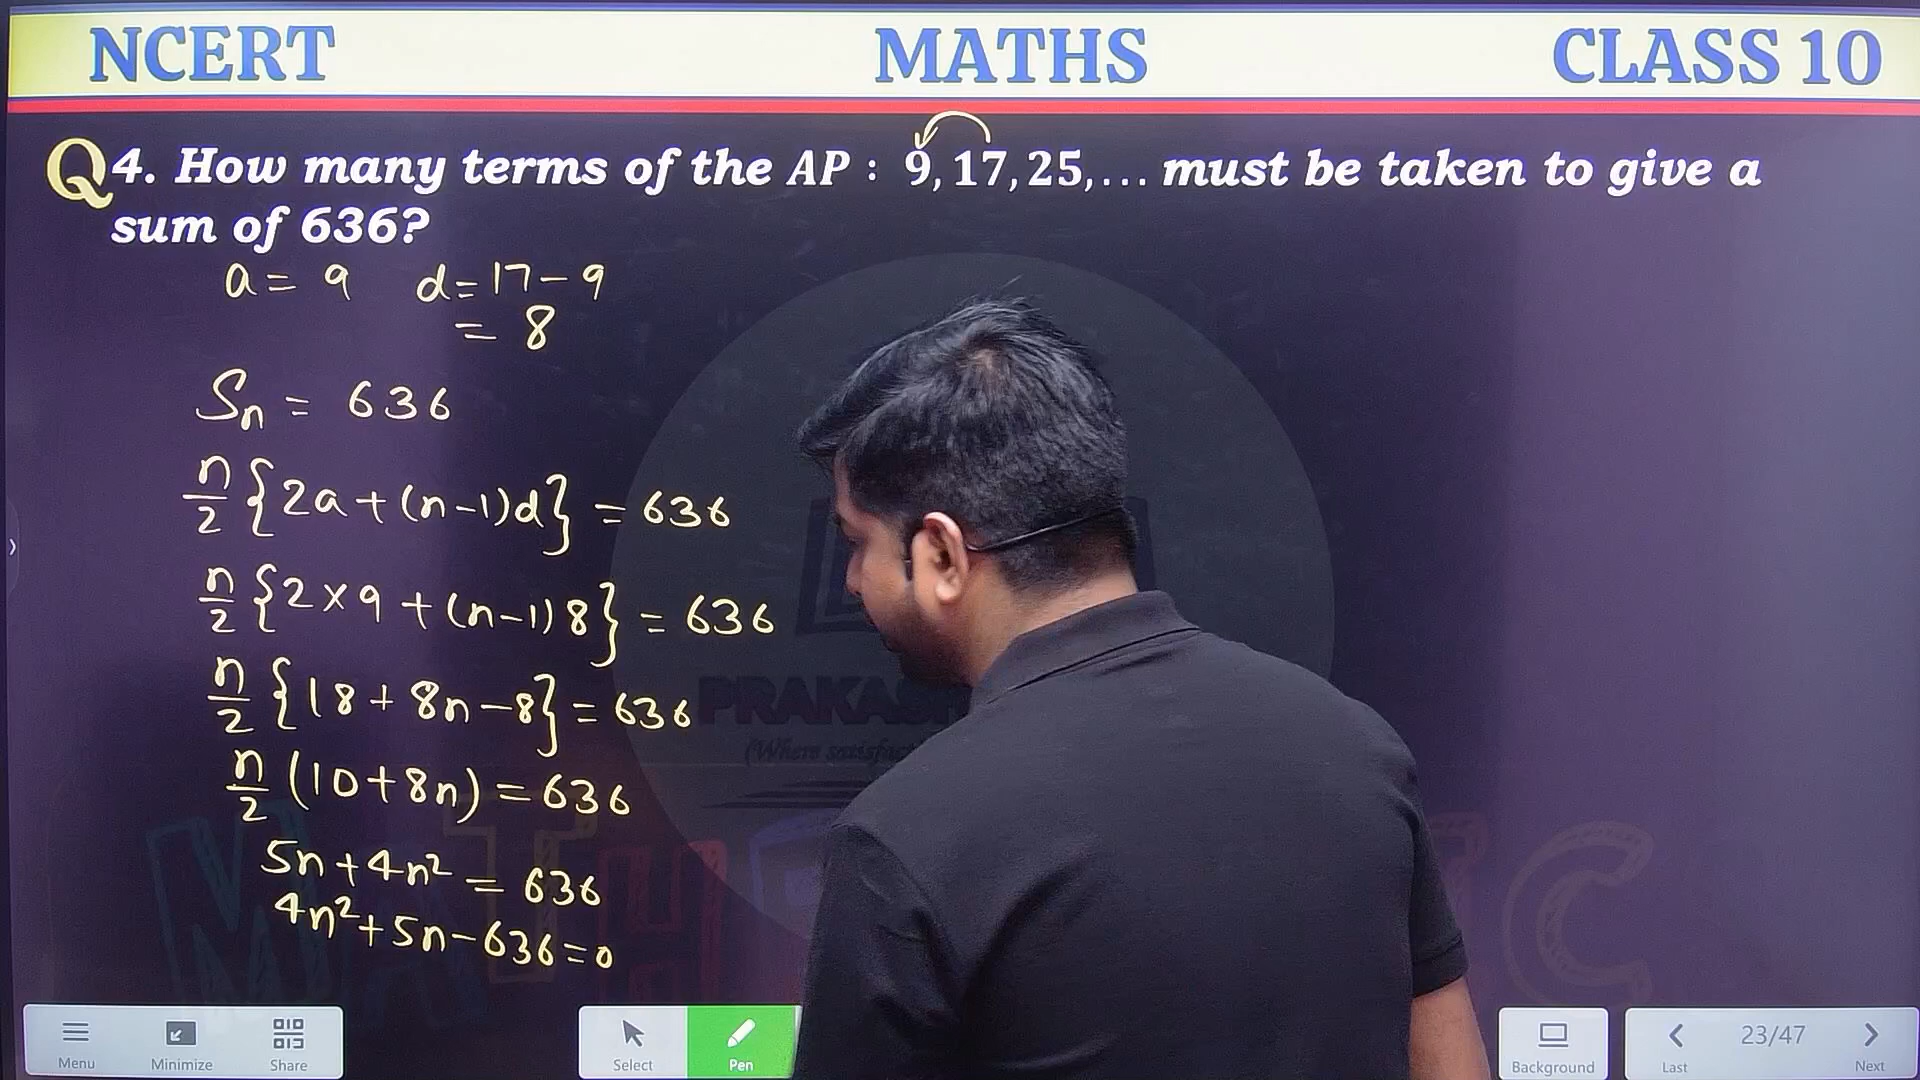 NCERT MATHS CLASS 10
Q4. How many terms of the AP : 9, 17, 25, ... must be taken to give a
sum of 636?
a = 9 d = 17 - 9
= 8
Sn = 636
n/2 {2a + (n-1)d} = 636
n/2 {2 × 9 + (n-1)8} = 636
n/2 {18 + 8n - 8} = 636
PRAKASH
(Where
n/2 (10 + 8n) = 636
5n + 4n² = 636
4n² + 5n - 636 = 0
Menu Minimize Share Select Pen Background Last 23/47 Next